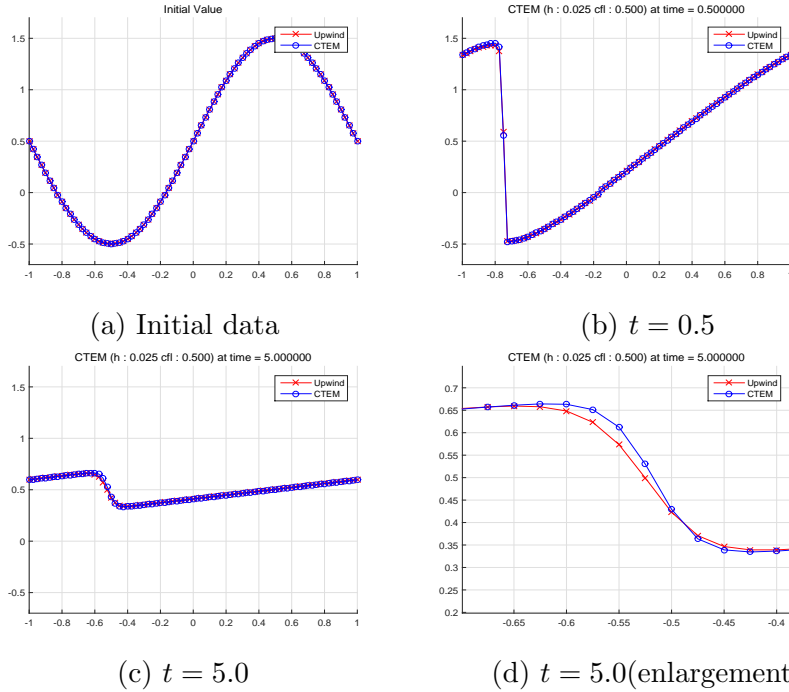 Initial Value
CTEM (h : 0.025 cfl : 0.500) at time = 0.500000
Upwind
CTEM
Upwind
CTEM
1.5
1
0.5
0
-0.5
-1 -0.8 -0.6 -0.4 -0.2 0 0.2 0.4 0.6 0.8 1
1.5
1
0.5
0
-0.5
-1 -0.8 -0.6 -0.4 -0.2 0 0.2 0.4 0.6 0.8 1
(a) Initial data
(b) t = 0.5
CTEM (h : 0.025 cfl : 0.500) at time = 5.000000
CTEM (h : 0.025 cfl : 0.500) at time = 5.000000
Upwind
CTEM
Upwind
CTEM
1.5
1
0.5
0
-0.5
-1 -0.8 -0.6 -0.4 -0.2 0 0.2 0.4 0.6 0.8 1
0.7
0.65
0.6
0.55
0.5
0.45
0.4
0.35
0.3
0.25
0.2
-0.65 -0.6 -0.55 -0.5 -0.45 -0.4
(c) t = 5.0
(d) t = 5.0(enlargement